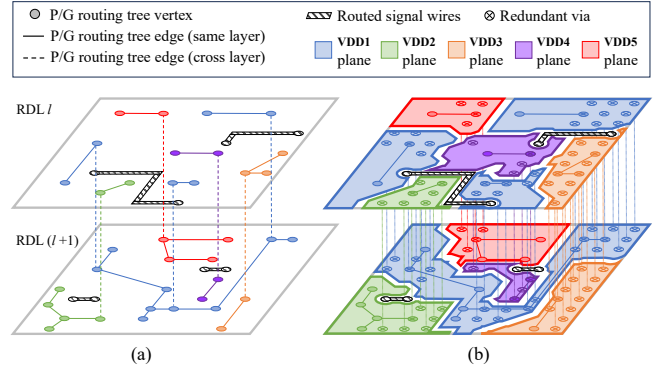 P/G routing tree vertex
Routed signal wires
Redundant via
P/G routing tree edge (same layer)
P/G routing tree edge (cross layer)
VDD1 plane
VDD2 plane
VDD3 plane
VDD4 plane
VDD5 plane
RDL l
RDL (l +1)
(a)
(b)